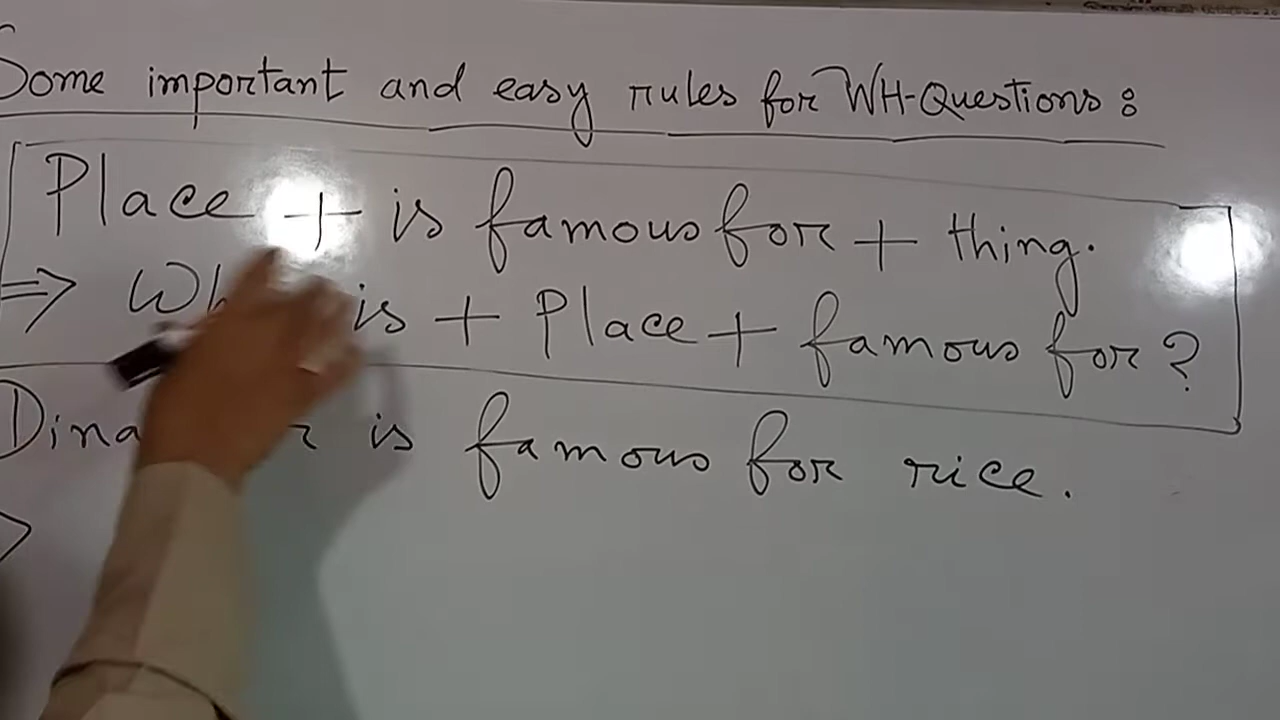 Some important and easy rules for WH-Questions:
Place + is famous for + thing.
⇒ is + Place + famous for?
is famous for rice.